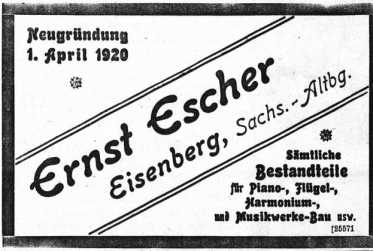 Neugründung
1. April 1920
Ernst Escher
Eisenberg, Sachs.-Altbg.
Sämtliche
Bestandteile
für Piano-, Flügel-,
Harmonium-,
und Musikwerke-Bau usw.
[25571